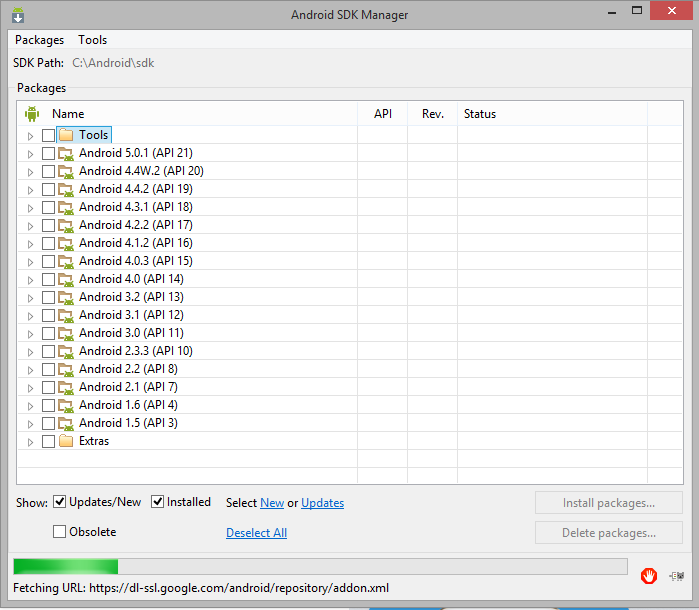 Android SDK Manager
Packages Tools
SDK Path: C:\Android\sdk
Packages
Name API Rev. Status
Tools
Android 5.0.1 (API 21)
Android 4.4W.2 (API 20)
Android 4.4.2 (API 19)
Android 4.3.1 (API 18)
Android 4.2.2 (API 17)
Android 4.1.2 (API 16)
Android 4.0.3 (API 15)
Android 4.0 (API 14)
Android 3.2 (API 13)
Android 3.1 (API 12)
Android 3.0 (API 11)
Android 2.3.3 (API 10)
Android 2.2 (API 8)
Android 2.1 (API 7)
Android 1.6 (API 4)
Android 1.5 (API 3)
Extras
Show: Updates/New Installed Select New or Updates Install packages...
Obsolete Deselect All Delete packages...
Fetching URL: https://dl-ssl.google.com/android/repository/addon.xml